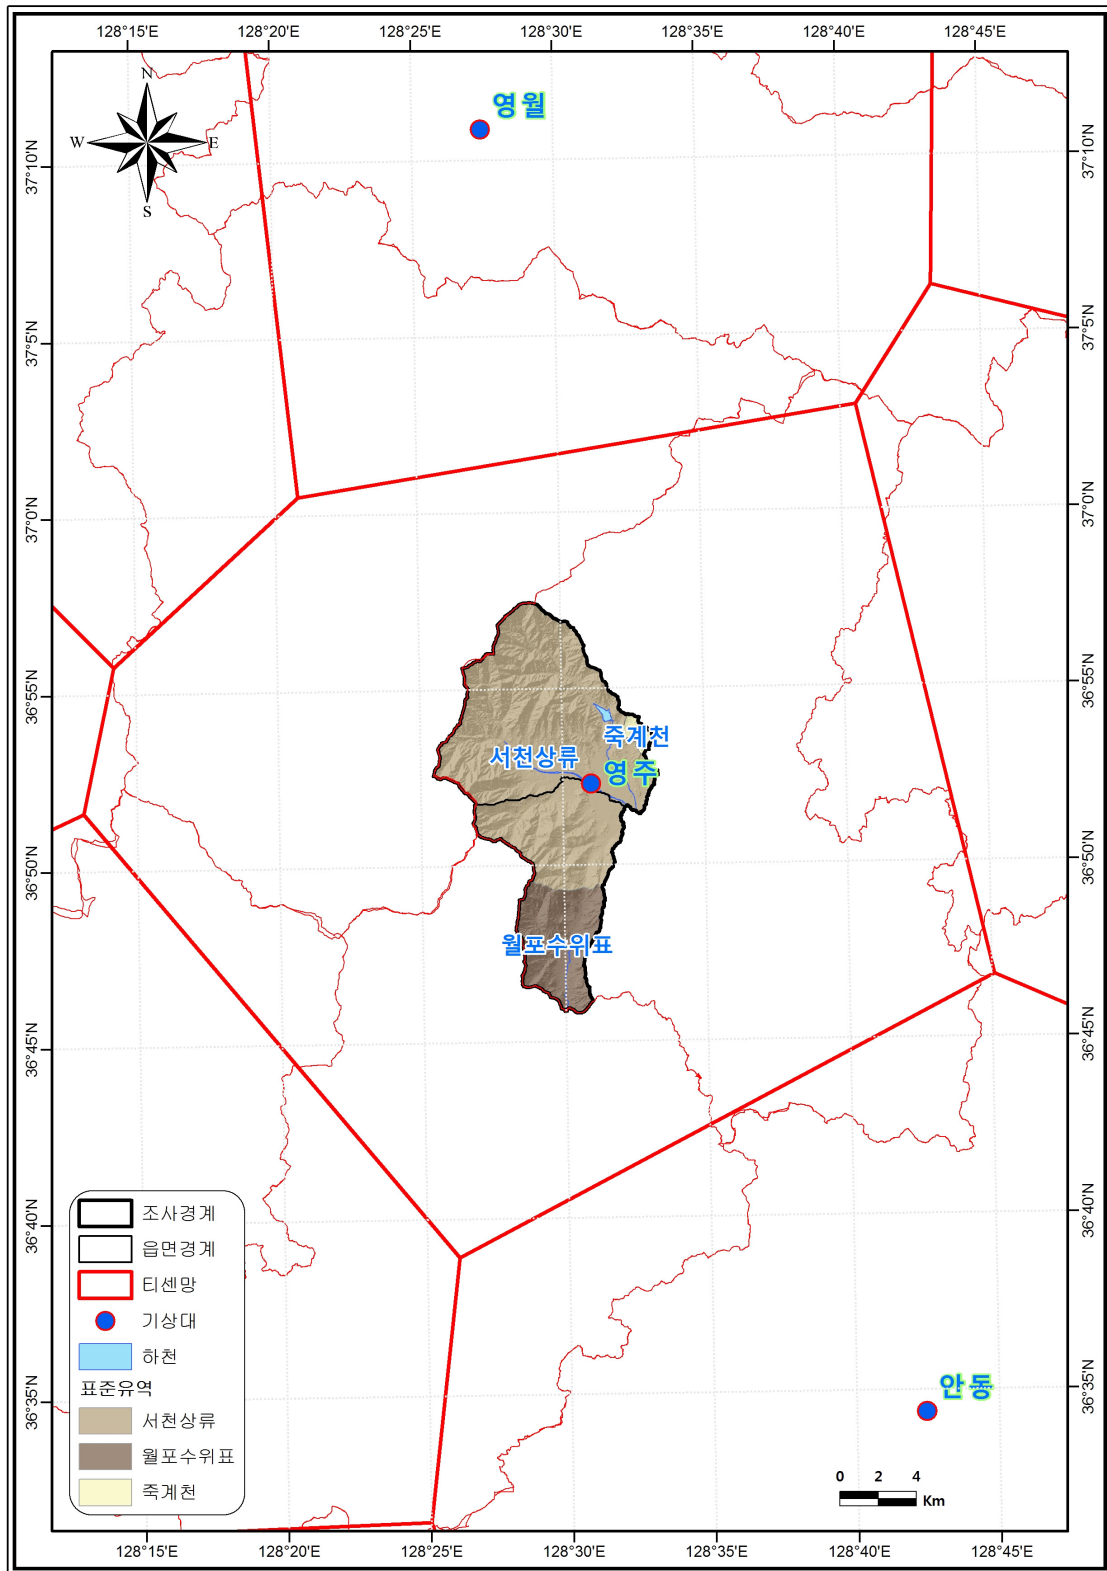 128°15'E 128°20'E 128°25'E 128°30'E 128°35'E 128°40'E 128°45'E
N
W E
S
영월
37°10'N 37°10'N
37°5'N 37°5'N
37°0'N 37°0'N
36°55'N 36°55'N
죽계천
서천상류
영주
36°50'N 36°50'N
월포수위표
36°45'N 36°45'N
36°40'N 36°40'N
36°35'N 36°35'N
안동
조사경계
읍면경계
티센망
기상대
하천
표준유역
서천상류
월포수위표
죽계천
0 2 4
Km
128°15'E 128°20'E 128°25'E 128°30'E 128°35'E 128°40'E 128°45'E